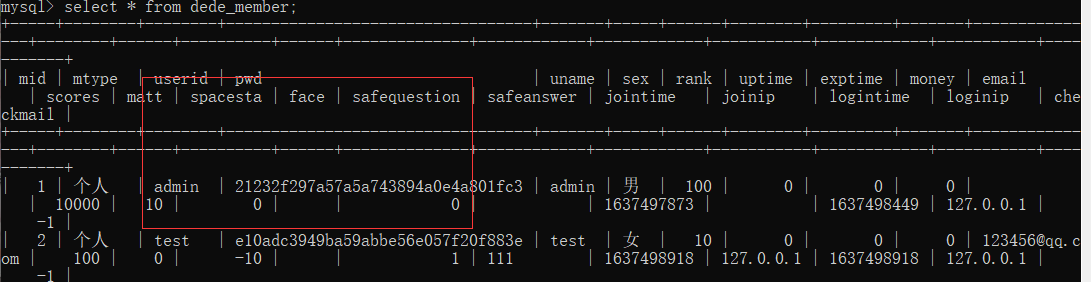 mysql> select * from dede_member;
+-----+-------+--------+----------------------------------+-------+-----+------+--------+---------+-------+---------------
---+--------+------+----------+------+--------------+------------+------------+-----------+------------+-----------+----
-------+
| mid | mtype | userid | pwd | uname | sex | rank | uptime | exptime | money | email
| scores | matt | spacesta | face | safequestion | safeanswer | jointime | joinip | logintime | loginip | che
ckmail |
+-----+-------+--------+----------------------------------+-------+-----+------+--------+---------+-------+---------------
---+--------+------+----------+------+--------------+------------+------------+-----------+------------+-----------+----
-------+
| 1 | 个人 | admin | 21232f297a57a5a743894a0e4a801fc3 | admin | 男 | 100 | 0 | 0 | 0 |
| 10000 | 10 | 0 | | 0 | | 1637497873 | | 1637498449 | 127.0.0.1 |
-1 |
| 2 | 个人 | test | e10adc3949ba59abbe56e057f20f883e | test | 女 | 10 | 0 | 0 | 0 | 123456@qq.c
om | 100 | 0 | -10 | | 1 | 111 | 1637498918 | 127.0.0.1 | 1637498918 | 127.0.0.1 |
-1 |